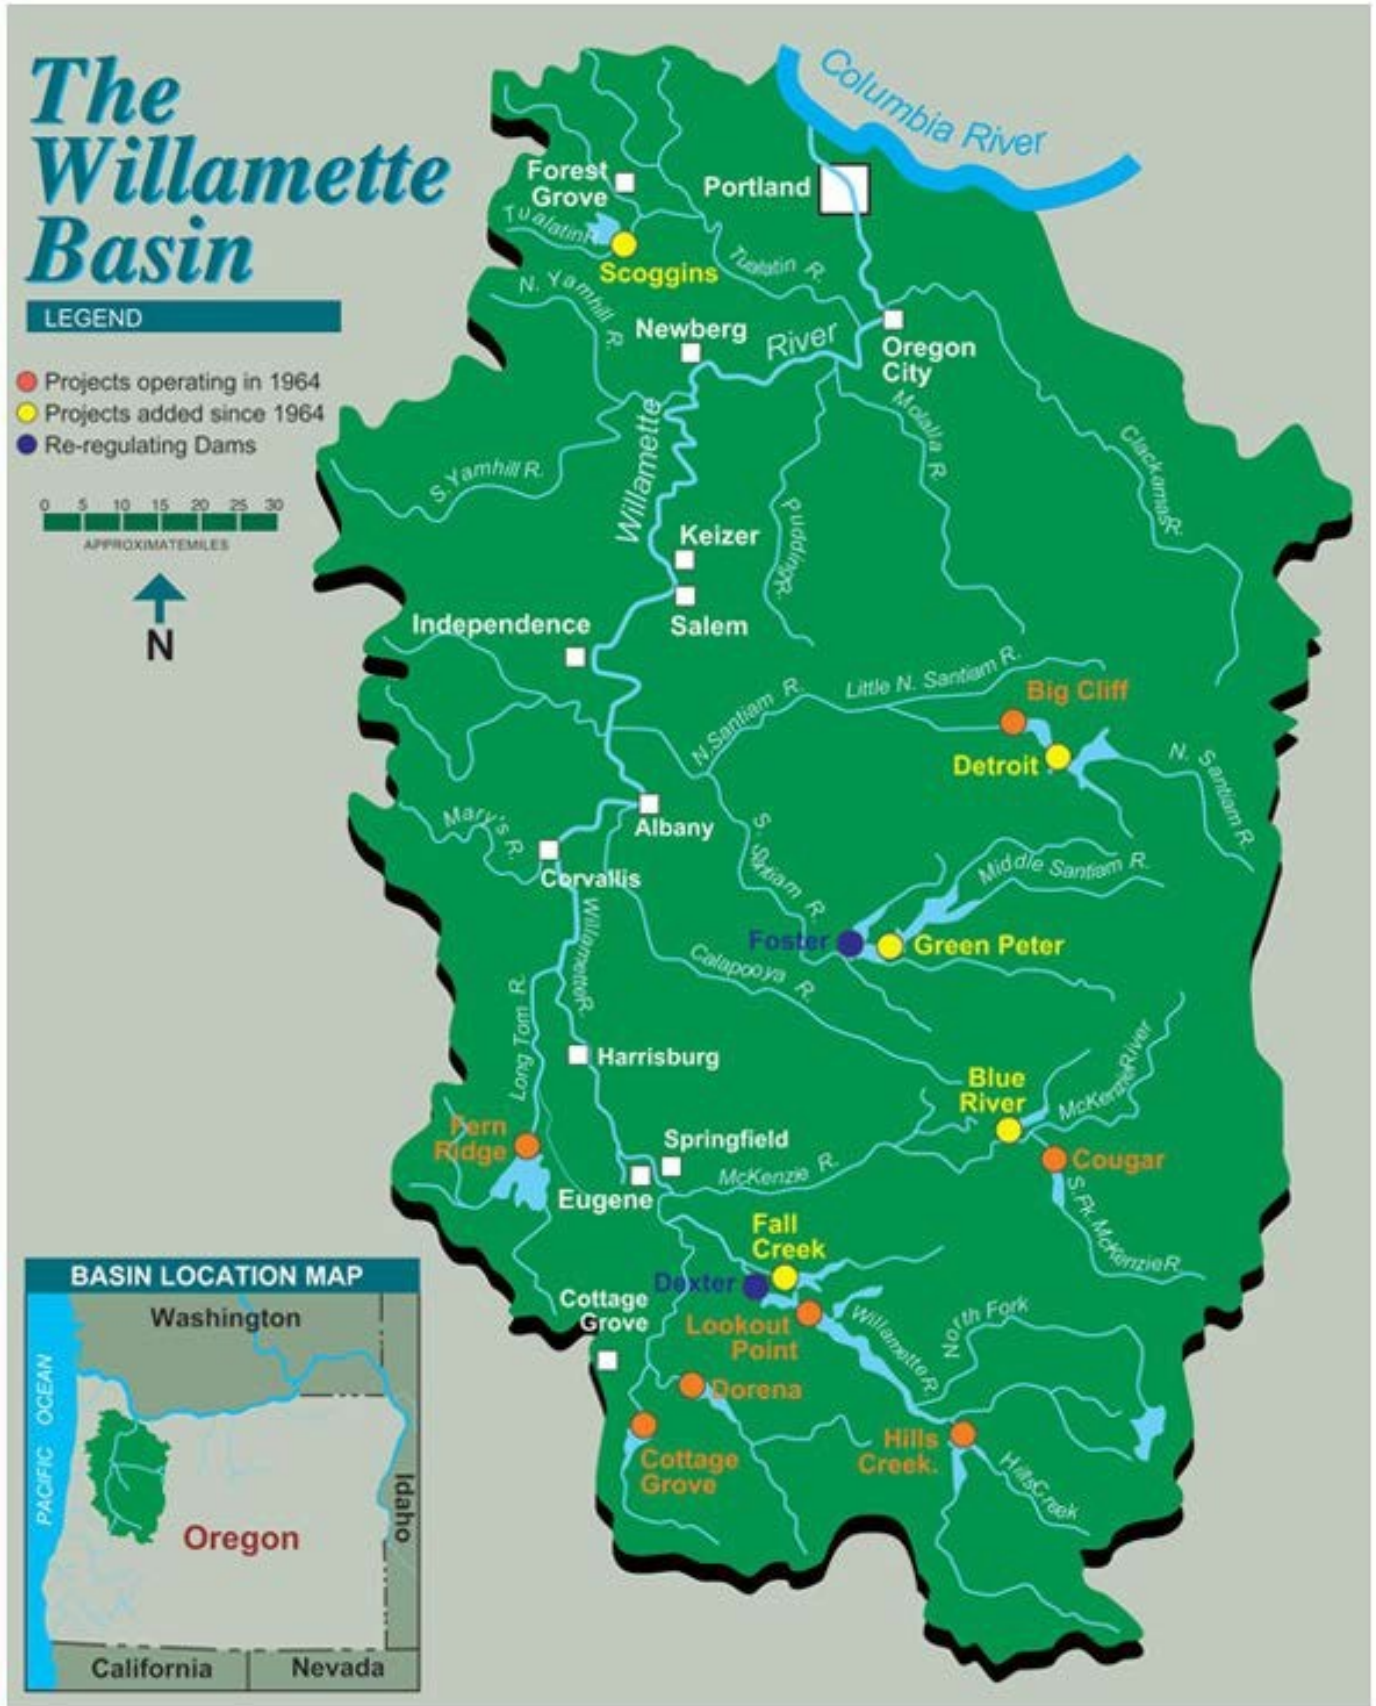 The
Willamette
Basin
LEGEND
Projects operating in 1964
Projects added since 1964
Re-regulating Dams
0 5 10 15 20 25 30
APPROXIMATEMILES
N
Columbia River
Forest
Grove
Portland
Tualatin R.
Scoggins
Tualatin R.
N. Yamhill R.
Newberg
River
Oregon
City
Willamette
Molalla R.
Clackamas R.
S. Yamhill R.
Pudding R.
Keizer
Salem
Independence
Little N. Santiam R.
Big Cliff
N. Santiam R.
Detroit
N. Santiam R.
Albany
Mary's R.
Corvallis
S. Santiam R.
Middle Santiam R.
Willamette R.
Foster
Green Peter
Calapooya R.
Long Tom R.
Harrisburg
Blue
River
McKenzie River
Fern
Ridge
Springfield
McKenzie R.
Cougar
Eugene
S. Fk. McKenzie R.
Fall
Creek
Dexter
Cottage
Grove
Lookout
Point
Willamette R.
North Fork
Dorena
Cottage
Grove
Hills
Creek.
Hills Creek
BASIN LOCATION MAP
Washington
PACIFIC OCEAN
Oregon
Idaho
California
Nevada